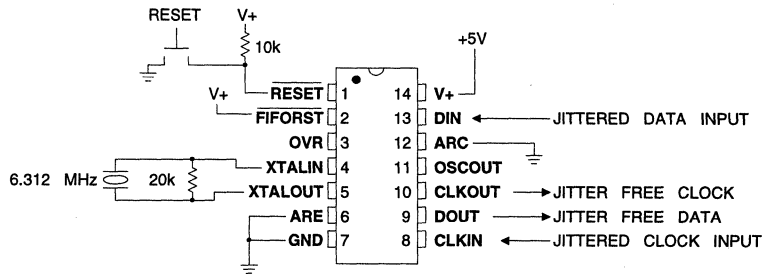 RESET
V+
10k
+5V
RESET 1
14 V+
V+
FIFORST 2
13 DIN
JITTERED DATA INPUT
OVR 3
12 ARC
XTALIN 4
11 OSCOUT
6.312 MHz
20k
XTALOUT 5
10 CLKOUT
JITTER FREE CLOCK
ARE 6
9 DOUT
JITTER FREE DATA
GND 7
8 CLKIN
JITTERED CLOCK INPUT